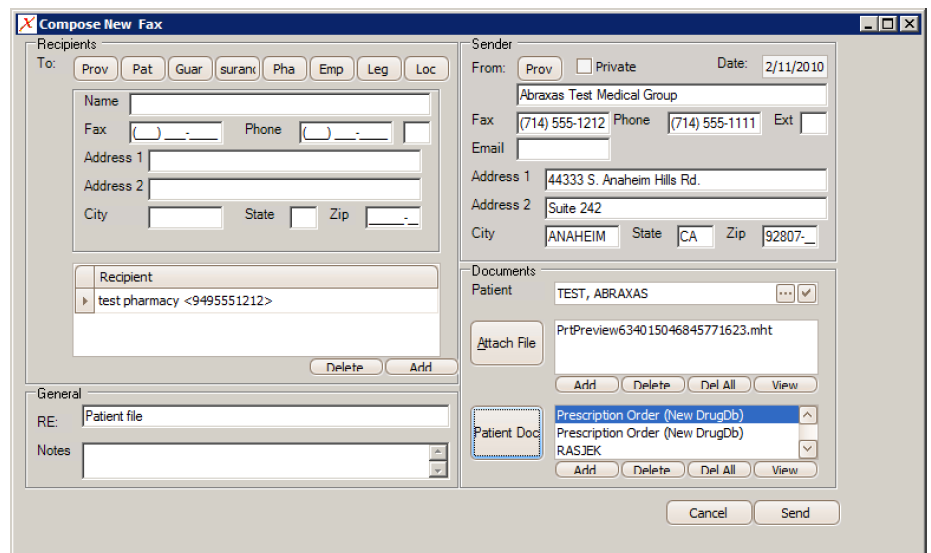 Compose New Fax
Recipients
To: Prov Pat Guar suranc Pha Emp Leg Loc
Name
Fax (___) ___-____ Phone (___) ___-____
Address 1
Address 2
City State Zip _____-_
Recipient
test pharmacy <9495551212>
Delete Add
General
RE: Patient file
Notes
Sender
From: Prov Private Date: 2/11/2010
Abraxas Test Medical Group
Fax (714) 555-1212 Phone (714) 555-1111 Ext
Email
Address 1 44333 S. Anaheim Hills Rd.
Address 2 Suite 242
City ANAHEIM State CA Zip 92807-__
Documents
Patient TEST, ABRAXAS ...
Attach File PrtPreview634015046845771623.mht
Add Delete Del All View
Patient Doc Prescription Order (New DrugDb)
Prescription Order (New DrugDb)
RASJEK
Add Delete Del All View
Cancel Send